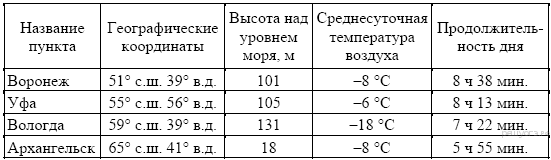 Название пункта | Географические координаты | Высота над уровнем моря, м | Среднесуточная температура воздуха | Продолжитель-ность дня
Воронеж | 51° с.ш. 39° в.д. | 101 | –8 °C | 8 ч 38 мин.
Уфа | 55° с.ш. 56° в.д. | 105 | –6 °C | 8 ч 13 мин.
Вологда | 59° с.ш. 39° в.д. | 131 | –18 °C | 7 ч 22 мин.
Архангельск | 65° с.ш. 41° в.д. | 18 | –8 °C | 5 ч 55 мин.